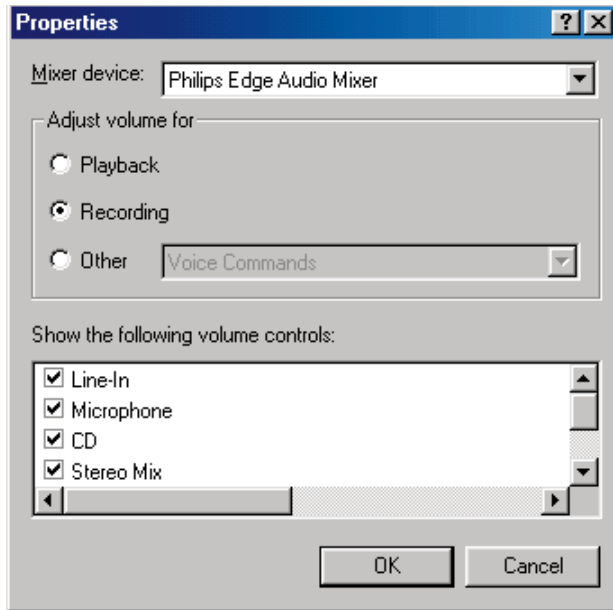 Properties
Mixer device: Philips Edge Audio Mixer
Adjust volume for
Playback
Recording
Other Voice Commands
Show the following volume controls:
Line-In
Microphone
CD
Stereo Mix
OK Cancel